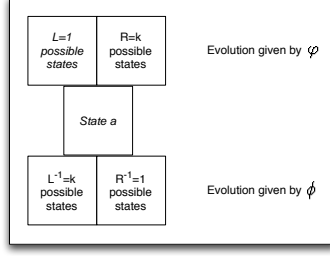 L=1
possible
states
R=k
possible
states
Evolution given by φ
State a
L-1=k
possible
states
R-1=1
possible
states
Evolution given by ϕ